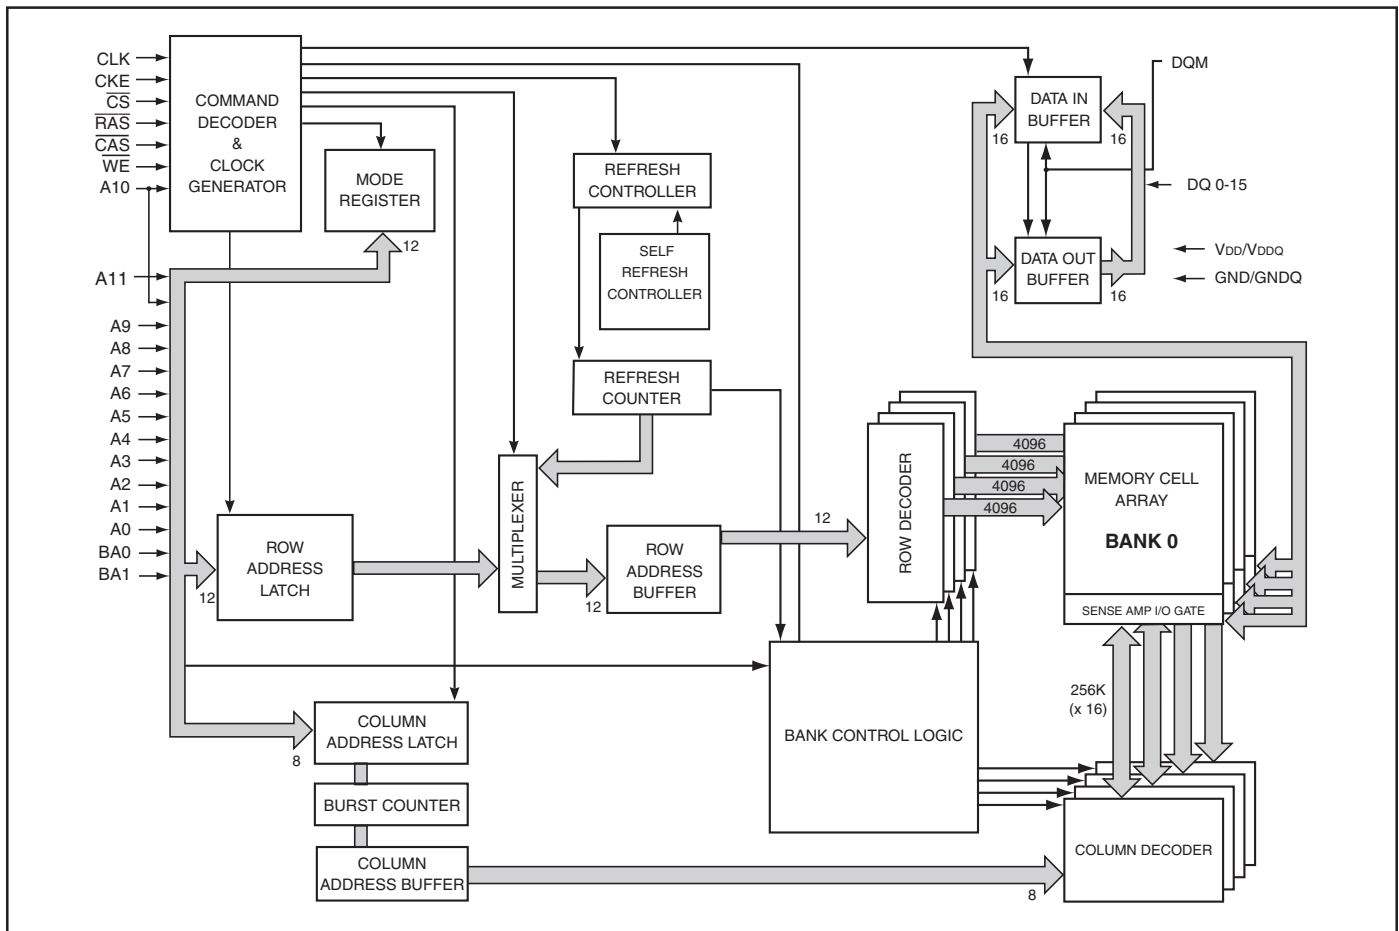 CLK
CKE
CS
RAS
CAS
WE
A10
A11
A9
A8
A7
A6
A5
A4
A3
A2
A1
A0
BA0
BA1
COMMAND
DECODER
&
CLOCK
GENERATOR
MODE
REGISTER
12
REFRESH
CONTROLLER
SELF
REFRESH
CONTROLLER
REFRESH
COUNTER
DATA IN
BUFFER
16
16
DQM
DQ 0-15
VDD/VDDQ
GND/GNDQ
DATA OUT
BUFFER
16
16
ROW
ADDRESS
LATCH
12
MULTIPLEXER
12
ROW
ADDRESS
BUFFER
12
ROW DECODER
4096
4096
4096
4096
MEMORY CELL
ARRAY
BANK 0
SENSE AMP I/O GATE
256K
(x 16)
BANK CONTROL LOGIC
COLUMN
ADDRESS LATCH
8
BURST COUNTER
COLUMN
ADDRESS BUFFER
8
COLUMN DECODER